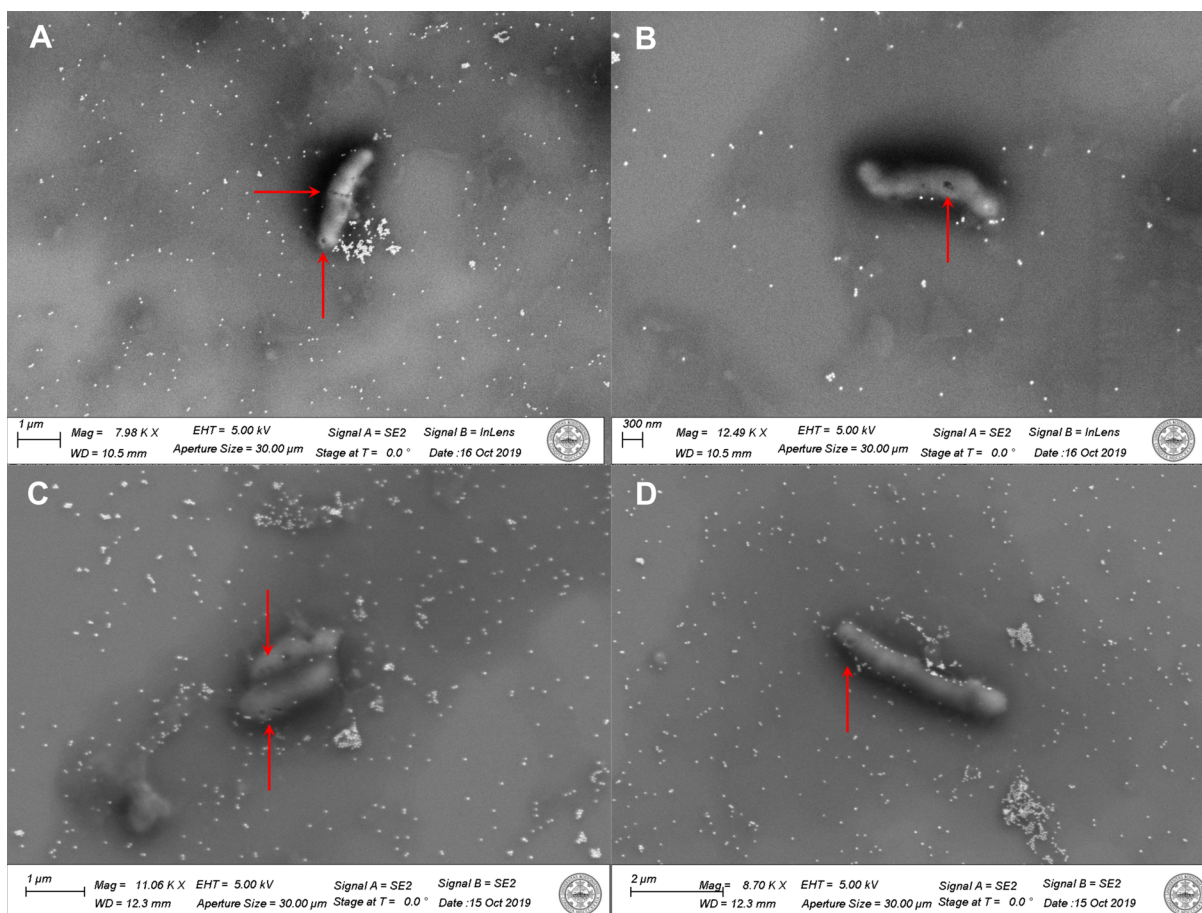 A
B
1 µm
Mag = 7.98 K X
EHT = 5.00 kV
Signal A = SE2
Signal B = InLens
WD = 10.5 mm
Aperture Size = 30.00 µm
Stage at T = 0.0 °
Date :16 Oct 2019
300 nm
Mag = 12.49 K X
EHT = 5.00 kV
Signal A = SE2
Signal B = InLens
WD = 10.5 mm
Aperture Size = 30.00 µm
Stage at T = 0.0 °
Date :16 Oct 2019
C
D
1 µm
Mag = 11.06 K X
EHT = 5.00 kV
Signal A = SE2
Signal B = SE2
WD = 12.3 mm
Aperture Size = 30.00 µm
Stage at T = 0.0 °
Date :15 Oct 2019
2 µm
Mag = 8.70 K X
EHT = 5.00 kV
Signal A = SE2
Signal B = SE2
WD = 12.3 mm
Aperture Size = 30.00 µm
Stage at T = 0.0 °
Date :15 Oct 2019